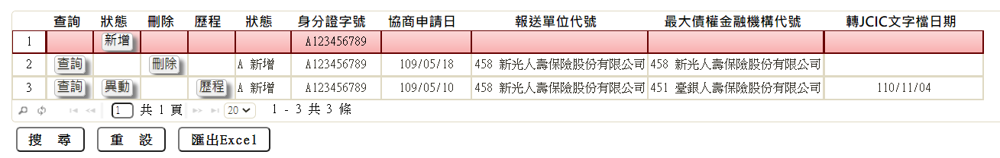 查詢 狀態 刪除 歷程 狀態 身分證字號 協商申請日 報送單位代號 最大債權金融機構代號 轉JCIC文字檔日期
1 新增 A123456789
2 查詢 刪除 A 新增 A123456789 109/05/18 458 新光人壽保險股份有限公司 458 新光人壽保險股份有限公司
3 查詢 異動 歷程 A 新增 A123456789 109/05/10 458 新光人壽保險股份有限公司 451 臺銀人壽保險股份有限公司 110/11/04
1 共 1 頁 20 1 - 3 共 3 條
搜 尋 重 設 匯出Excel